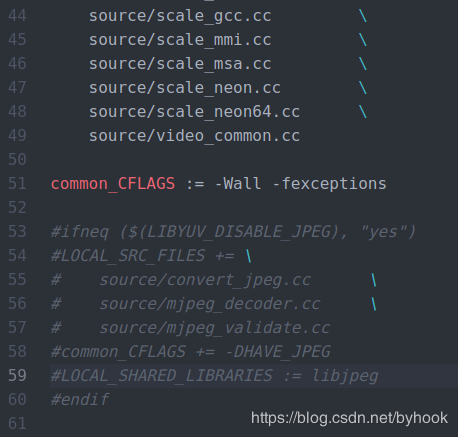 44 source/scale_gcc.cc \
45 source/scale_mmi.cc \
46 source/scale_msa.cc \
47 source/scale_neon.cc \
48 source/scale_neon64.cc \
49 source/video_common.cc
50
51 common_CFLAGS := -Wall -fexceptions
52
53 #ifneq ($(LIBYUV_DISABLE_JPEG), "yes")
54 #LOCAL_SRC_FILES += \
55 #    source/convert_jpeg.cc \
56 #    source/mjpeg_decoder.cc \
57 #    source/mjpeg_validate.cc
58 #common_CFLAGS += -DHAVE_JPEG
59 #LOCAL_SHARED_LIBRARIES := libjpeg
60 #endif
61
https://blog.csdn.net/byhook